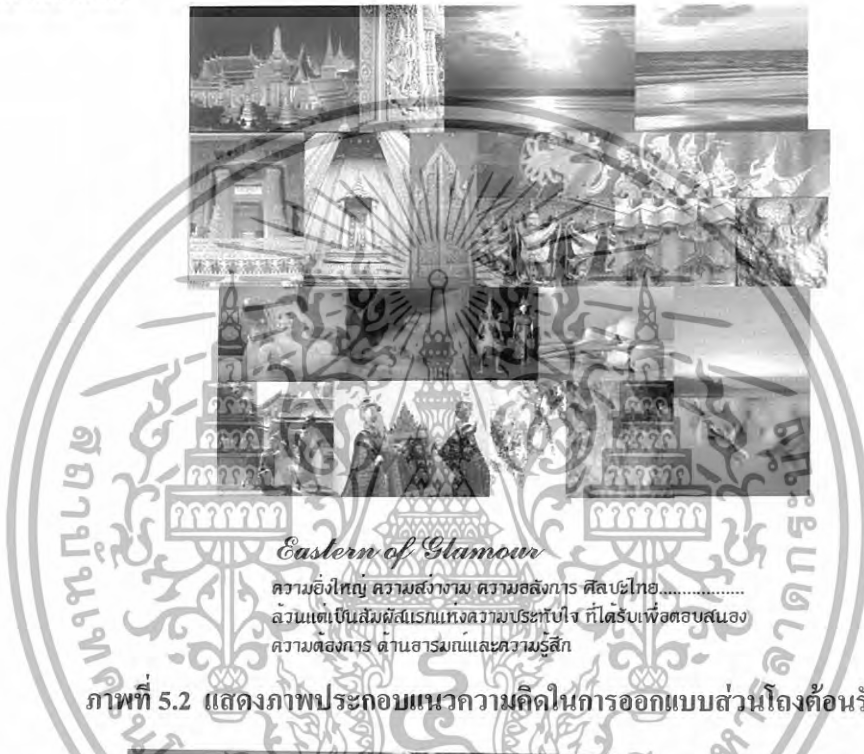 Eastern of Glamour
ความยิ่งใหญ่ ความสง่างาม ความอลังการ ศิลปะไทย.................
ล้วนแต่เป็นสัมผัสแรกแห่งความประทับใจ ที่ได้รับเพื่อตอบสนอง
ความต้องการ ด้านอารมณ์และความรู้สึก
ภาพที่ 5.2 แสดงภาพประกอบแนวความคิดในการออกแบบส่วนโถงต้อนรั